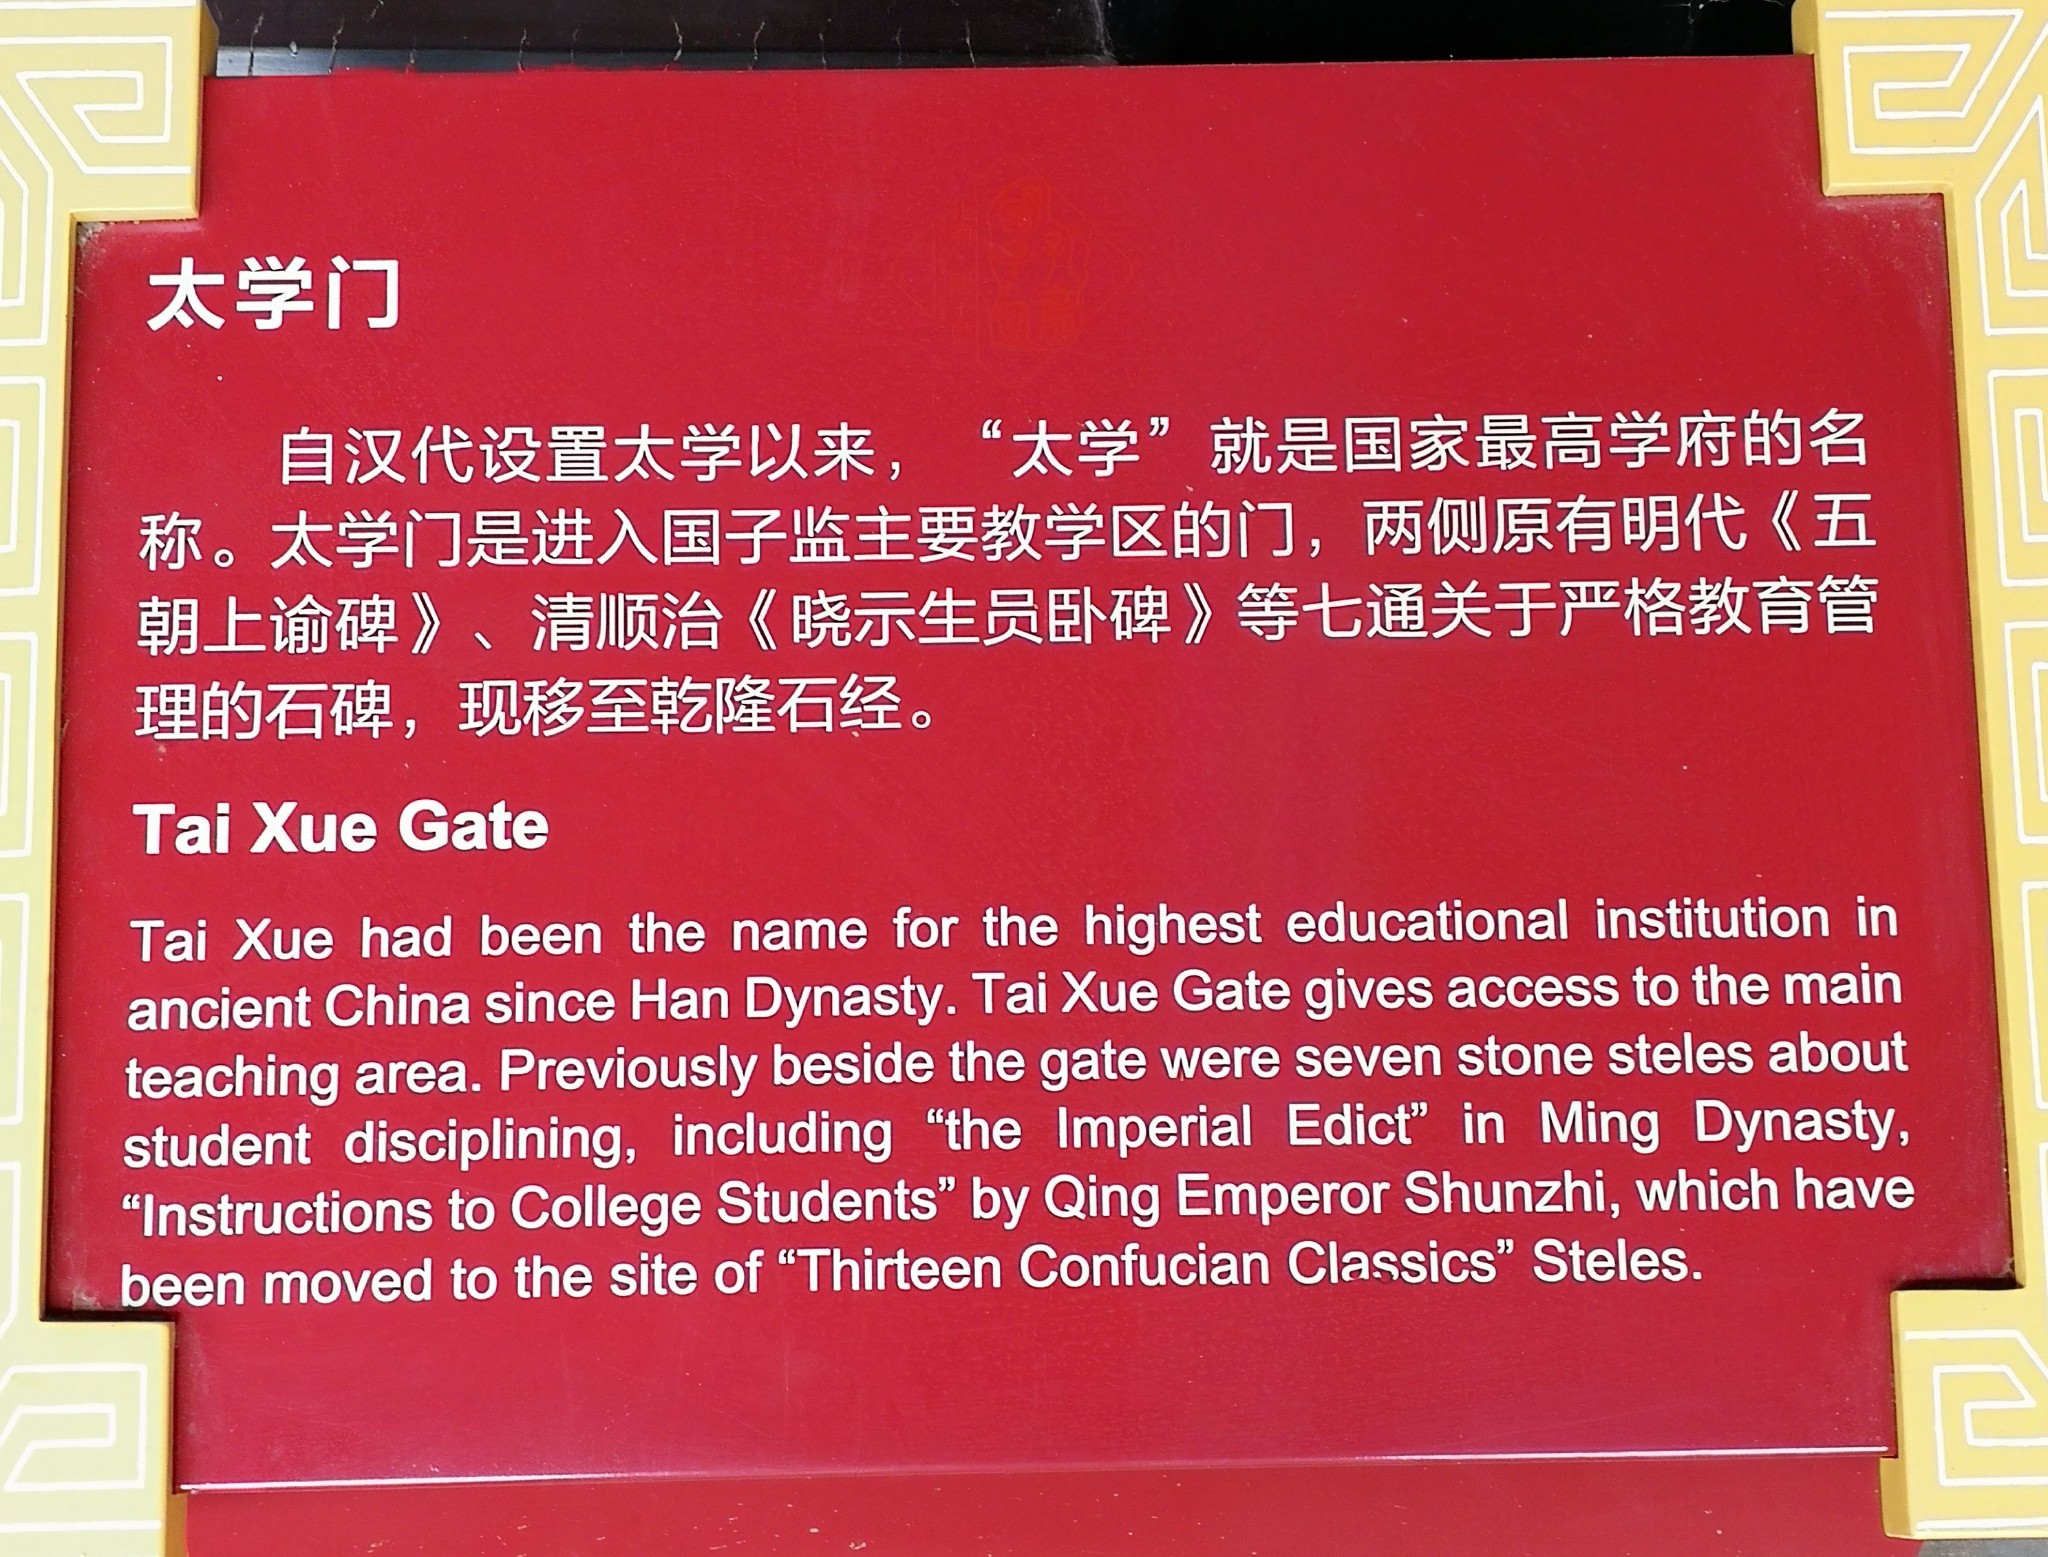 太学门
自汉代设置太学以来，“太学”就是国家最高学府的名
称。太学门是进入国子监主要教学区的门，两侧原有明代《五
朝上谕碑》、清顺治《晓示生员卧碑》等七通关于严格教育管
理的石碑，现移至乾隆石经。
Tai Xue Gate
Tai Xue had been the name for the highest educational institution in
ancient China since Han Dynasty. Tai Xue Gate gives access to the main
teaching area. Previously beside the gate were seven stone steles about
student disciplining, including “the Imperial Edict” in Ming Dynasty,
“Instructions to College Students” by Qing Emperor Shunzhi, which have
been moved to the site of “Thirteen Confucian Classics” Steles.